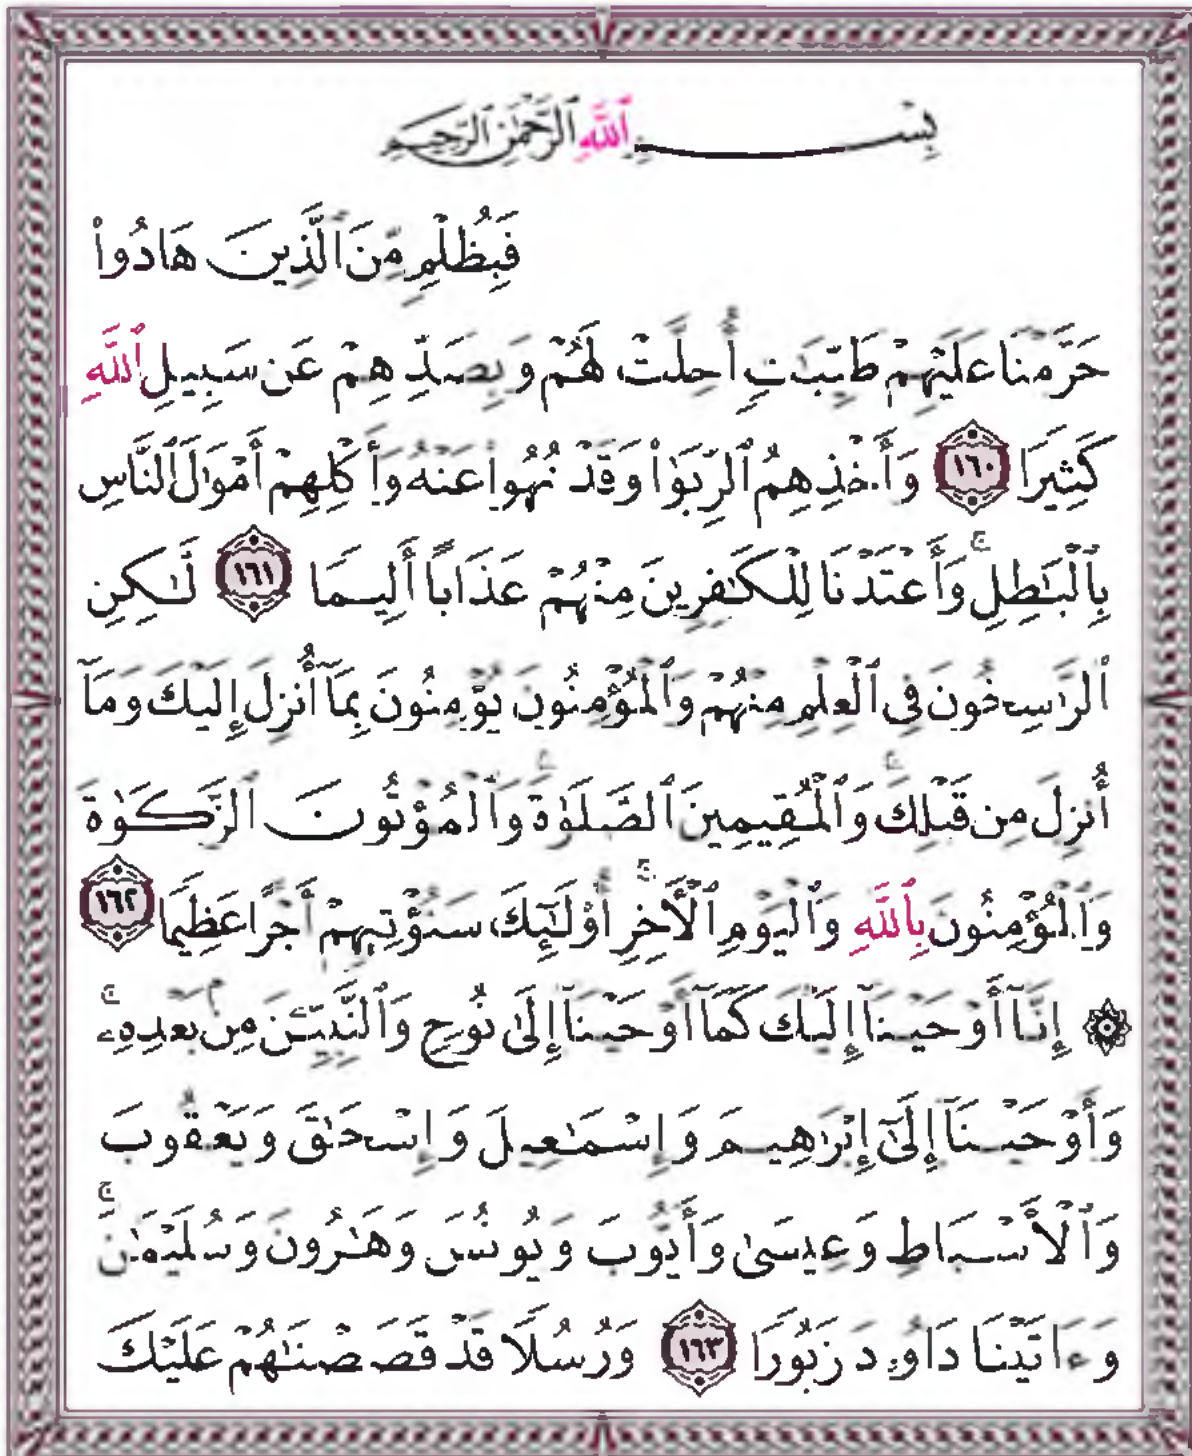 بِسْمِ ٱللَّهِ ٱلرَّحْمَٰنِ ٱلرَّحِيمِ
فَبِظُلْمٍ مِّنَ ٱلَّذِينَ هَادُوا۟
حَرَّمْنَا عَلَيْهِمْ طَيِّبَٰتٍ أُحِلَّتْ لَهُمْ وَبِصَدِّهِمْ عَن سَبِيلِ ٱللَّهِ
كَثِيرًا ١٦٠ وَأَخْذِهِمُ ٱلرِّبَوٰا۟ وَقَدْ نُهُوا۟ عَنْهُ وَأَكْلِهِمْ أَمْوَٰلَ ٱلنَّاسِ
بِٱلْبَٰطِلِ ۚ وَأَعْتَدْنَا لِلْكَٰفِرِينَ مِنْهُمْ عَذَابًا أَلِيمًا ١٦١ لَّٰكِنِ
ٱلرَّٰسِخُونَ فِى ٱلْعِلْمِ مِنْهُمْ وَٱلْمُؤْمِنُونَ يُؤْمِنُونَ بِمَآ أُنزِلَ إِلَيْكَ وَمَآ
أُنزِلَ مِن قَبْلِكَ ۚ وَٱلْمُقِيمِينَ ٱلصَّلَوٰةَ ۚ وَٱلْمُؤْتُونَ ٱلزَّكَوٰةَ
وَٱلْمُؤْمِنُونَ بِٱللَّهِ وَٱلْيَوْمِ ٱلْءَاخِرِ ۚ أُو۟لَٰٓئِكَ سَنُؤْتِيهِمْ أَجْرًا عَظِيمًا ١٦٢
۞ إِنَّآ أَوْحَيْنَآ إِلَيْكَ كَمَآ أَوْحَيْنَآ إِلَىٰ نُوحٍ وَٱلنَّبِيِّۦنَ مِنۢ بَعْدِهِۦ ۚ
وَأَوْحَيْنَآ إِلَىٰٓ إِبْرَٰهِيمَ وَإِسْمَٰعِيلَ وَإِسْحَٰقَ وَيَعْقُوبَ
وَٱلْأَسْبَاطِ وَعِيسَىٰ وَأَيُّوبَ وَيُونُسَ وَهَٰرُونَ وَسُلَيْمَٰنَ ۚ
وَءَاتَيْنَا دَاوُۥدَ زَبُورًا ١٦٣ وَرُسُلًا قَدْ قَصَصْنَٰهُمْ عَلَيْكَ